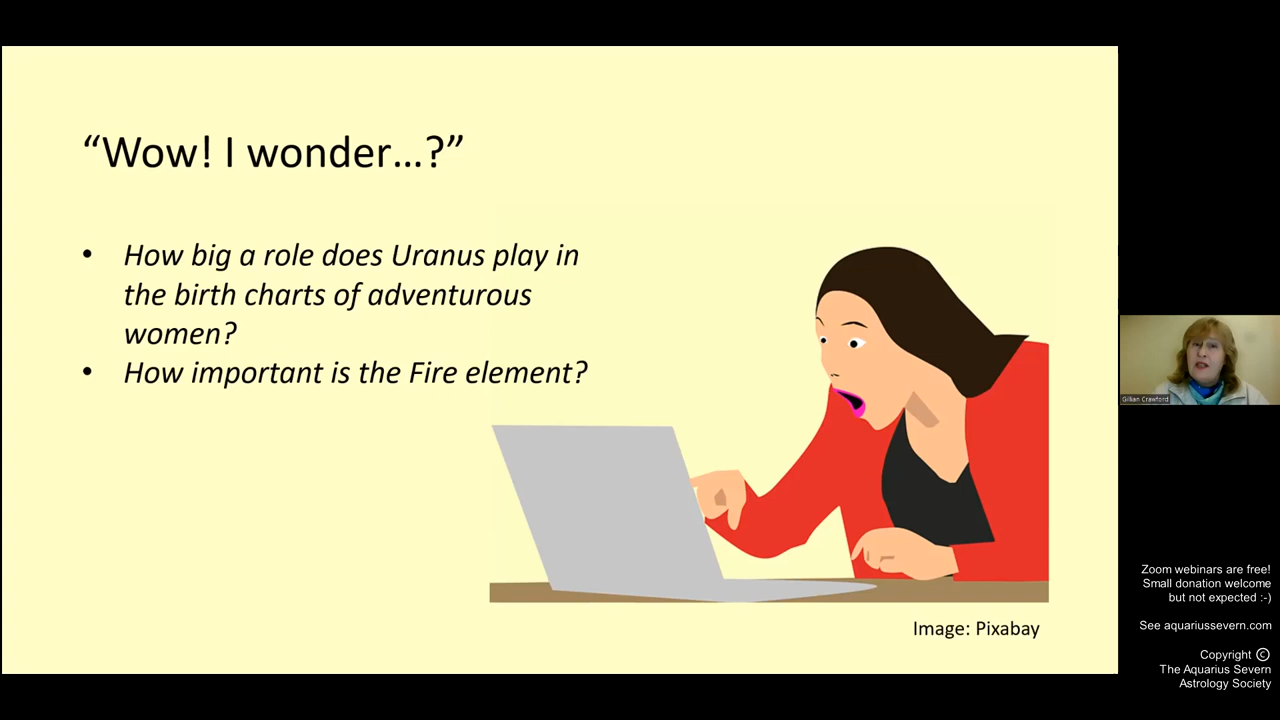 “Wow! I wonder…?”
• How big a role does Uranus play in
the birth charts of adventurous
women?
• How important is the Fire element?
Image: Pixabay
Gillian Crawford
Zoom webinars are free!
Small donation welcome
but not expected :-)
See aquariussevern.com
Copyright ©
The Aquarius Severn
Astrology Society